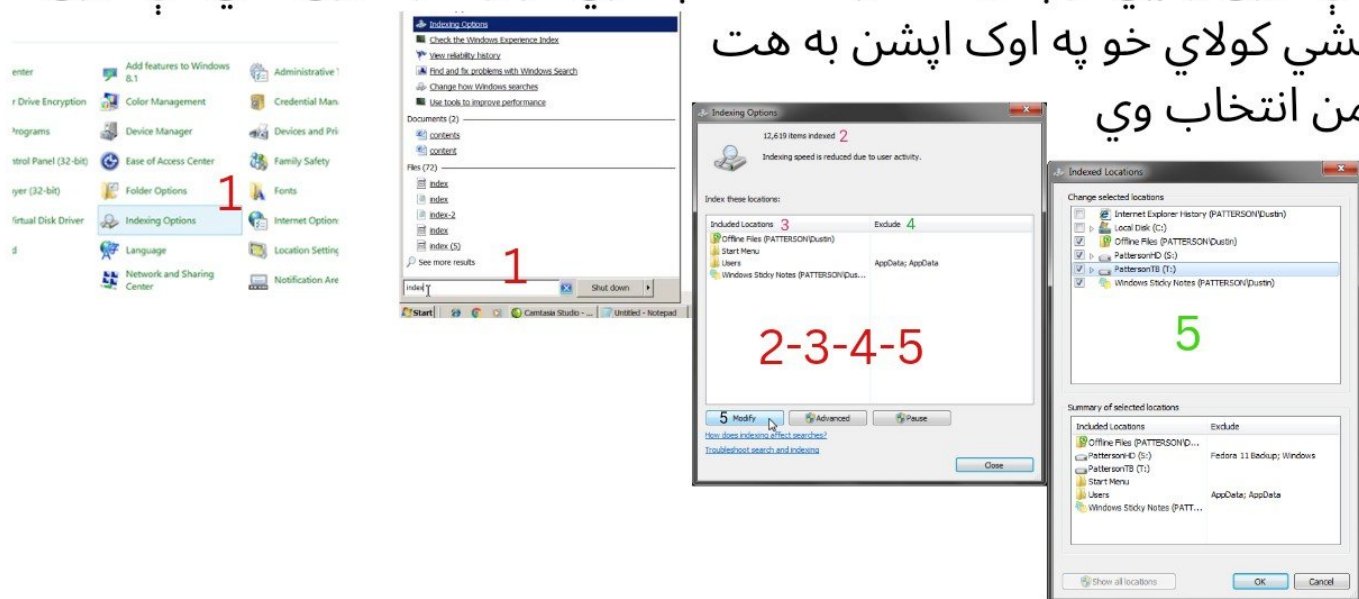 ښي کولاي خو په اوک اپشن به هت
من انتخاب وي
enter
Add features to Windows 8.1
Administrative
r Drive Encryption
Color Management
Credential Man
Programs
Device Manager
Devices and Pri
ntrol Panel (32-bit)
Ease of Access Center
Family Safety
yer (32-bit)
Folder Options
1
Fonts
Virtual Disk Driver
Indexing Options
Internet Option
d
Language
Location Setting
Network and Sharing Center
Notification Are
Indexing Options
Check the Windows Experience Index
View reliability history
Find and fix problems with Windows Search
Change how Windows searches
Use tools to improve performance
Documents (2)
contents
content
Files (72)
index
index
index-2
index
index (5)
See more results
1
index
Shut down
Start
Camtasia Studio - ...
Untitled - Notepad
Indexing Options
12,619 items indexed 2
Indexing speed is reduced due to user activity.
Index these locations:
Included Locations 3 Exclude 4
Offline Files (PATTERSON\Dustin)
Start Menu
Users AppData; AppData
Windows Sticky Notes (PATTERSON\Dus...
2-3-4-5
5 Modify Advanced Pause
How does indexing affect searches?
Troubleshoot search and indexing
Close
Indexed Locations
Change selected locations
Internet Explorer History (PATTERSON\Dustin)
Local Disk (C:)
Offline Files (PATTERSON\Dustin)
PattersonHD (S:)
PattersonTB (T:)
Windows Sticky Notes (PATTERSON\Dustin)
5
Summary of selected locations
Included Locations Exclude
Offline Files (PATTERSON\D...
PattersonHD (S:) Fedora 11 Backup; Windows
PattersonTB (T:)
Start Menu
Users AppData; AppData
Windows Sticky Notes (PATT...
Show all locations OK Cancel